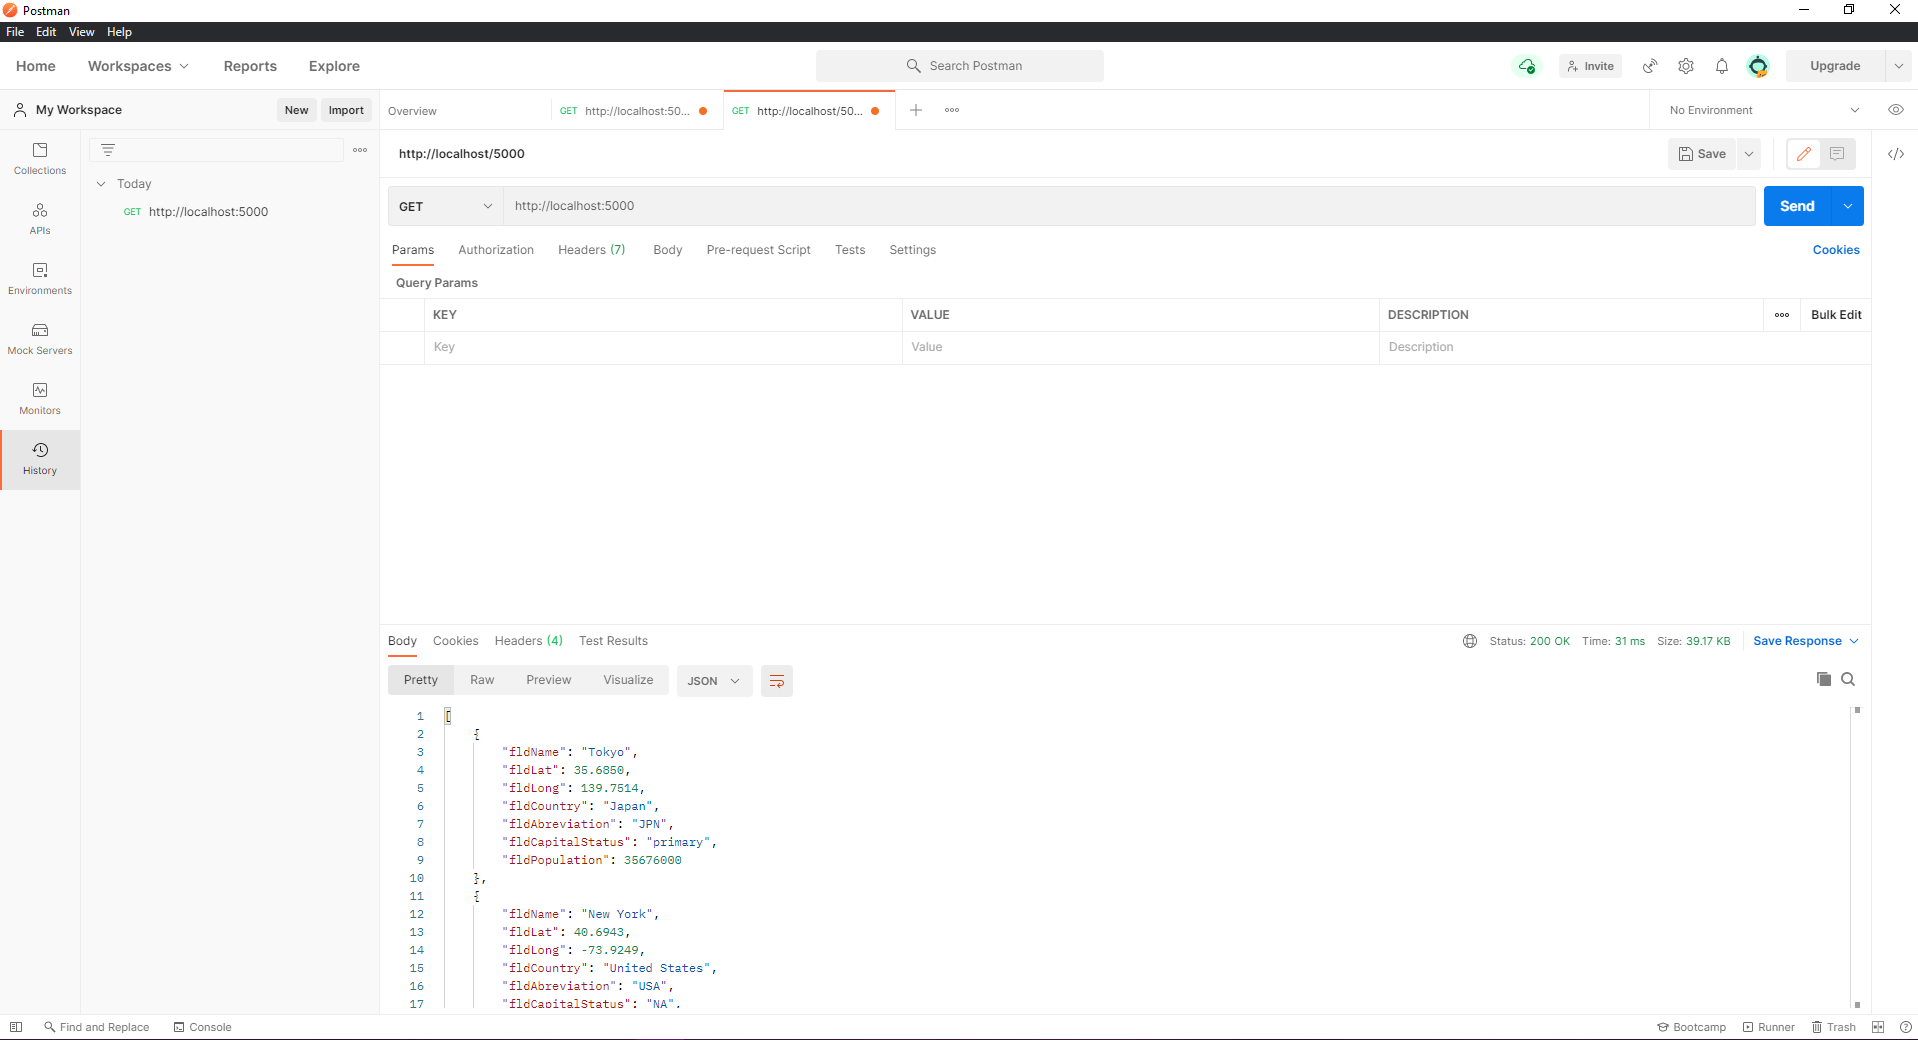 Postman
File Edit View Help
Home Workspaces Reports Explore Search Postman Invite Upgrade
My Workspace New Import Overview GET http://localhost:50... GET http://localhost/50... No Environment
http://localhost/5000 Save
Collections
Today
GET http://localhost:5000
GET http://localhost:5000 Send
APIs
Params Authorization Headers (7) Body Pre-request Script Tests Settings Cookies
Environments
Query Params
KEY VALUE DESCRIPTION Bulk Edit
Mock Servers
Key Value Description
Monitors
History
Body Cookies Headers (4) Test Results Status: 200 OK Time: 31 ms Size: 39.17 KB Save Response
Pretty Raw Preview Visualize JSON
1 [
2 {
3 "fldName": "Tokyo",
4 "fldLat": 35.6850,
5 "fldLong": 139.7514,
6 "fldCountry": "Japan",
7 "fldAbreviation": "JPN",
8 "fldCapitalStatus": "primary",
9 "fldPopulation": 35676000
10 },
11 {
12 "fldName": "New York",
13 "fldLat": 40.6943,
14 "fldLong": -73.9249,
15 "fldCountry": "United States",
16 "fldAbreviation": "USA",
17 "fldCapitalStatus": "NA",
Find and Replace Console Bootcamp Runner Trash